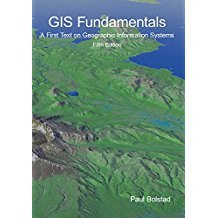 GIS Fundamentals
A First Text on Geographic Information Systems
Fifth Edition
Paul Bolstad